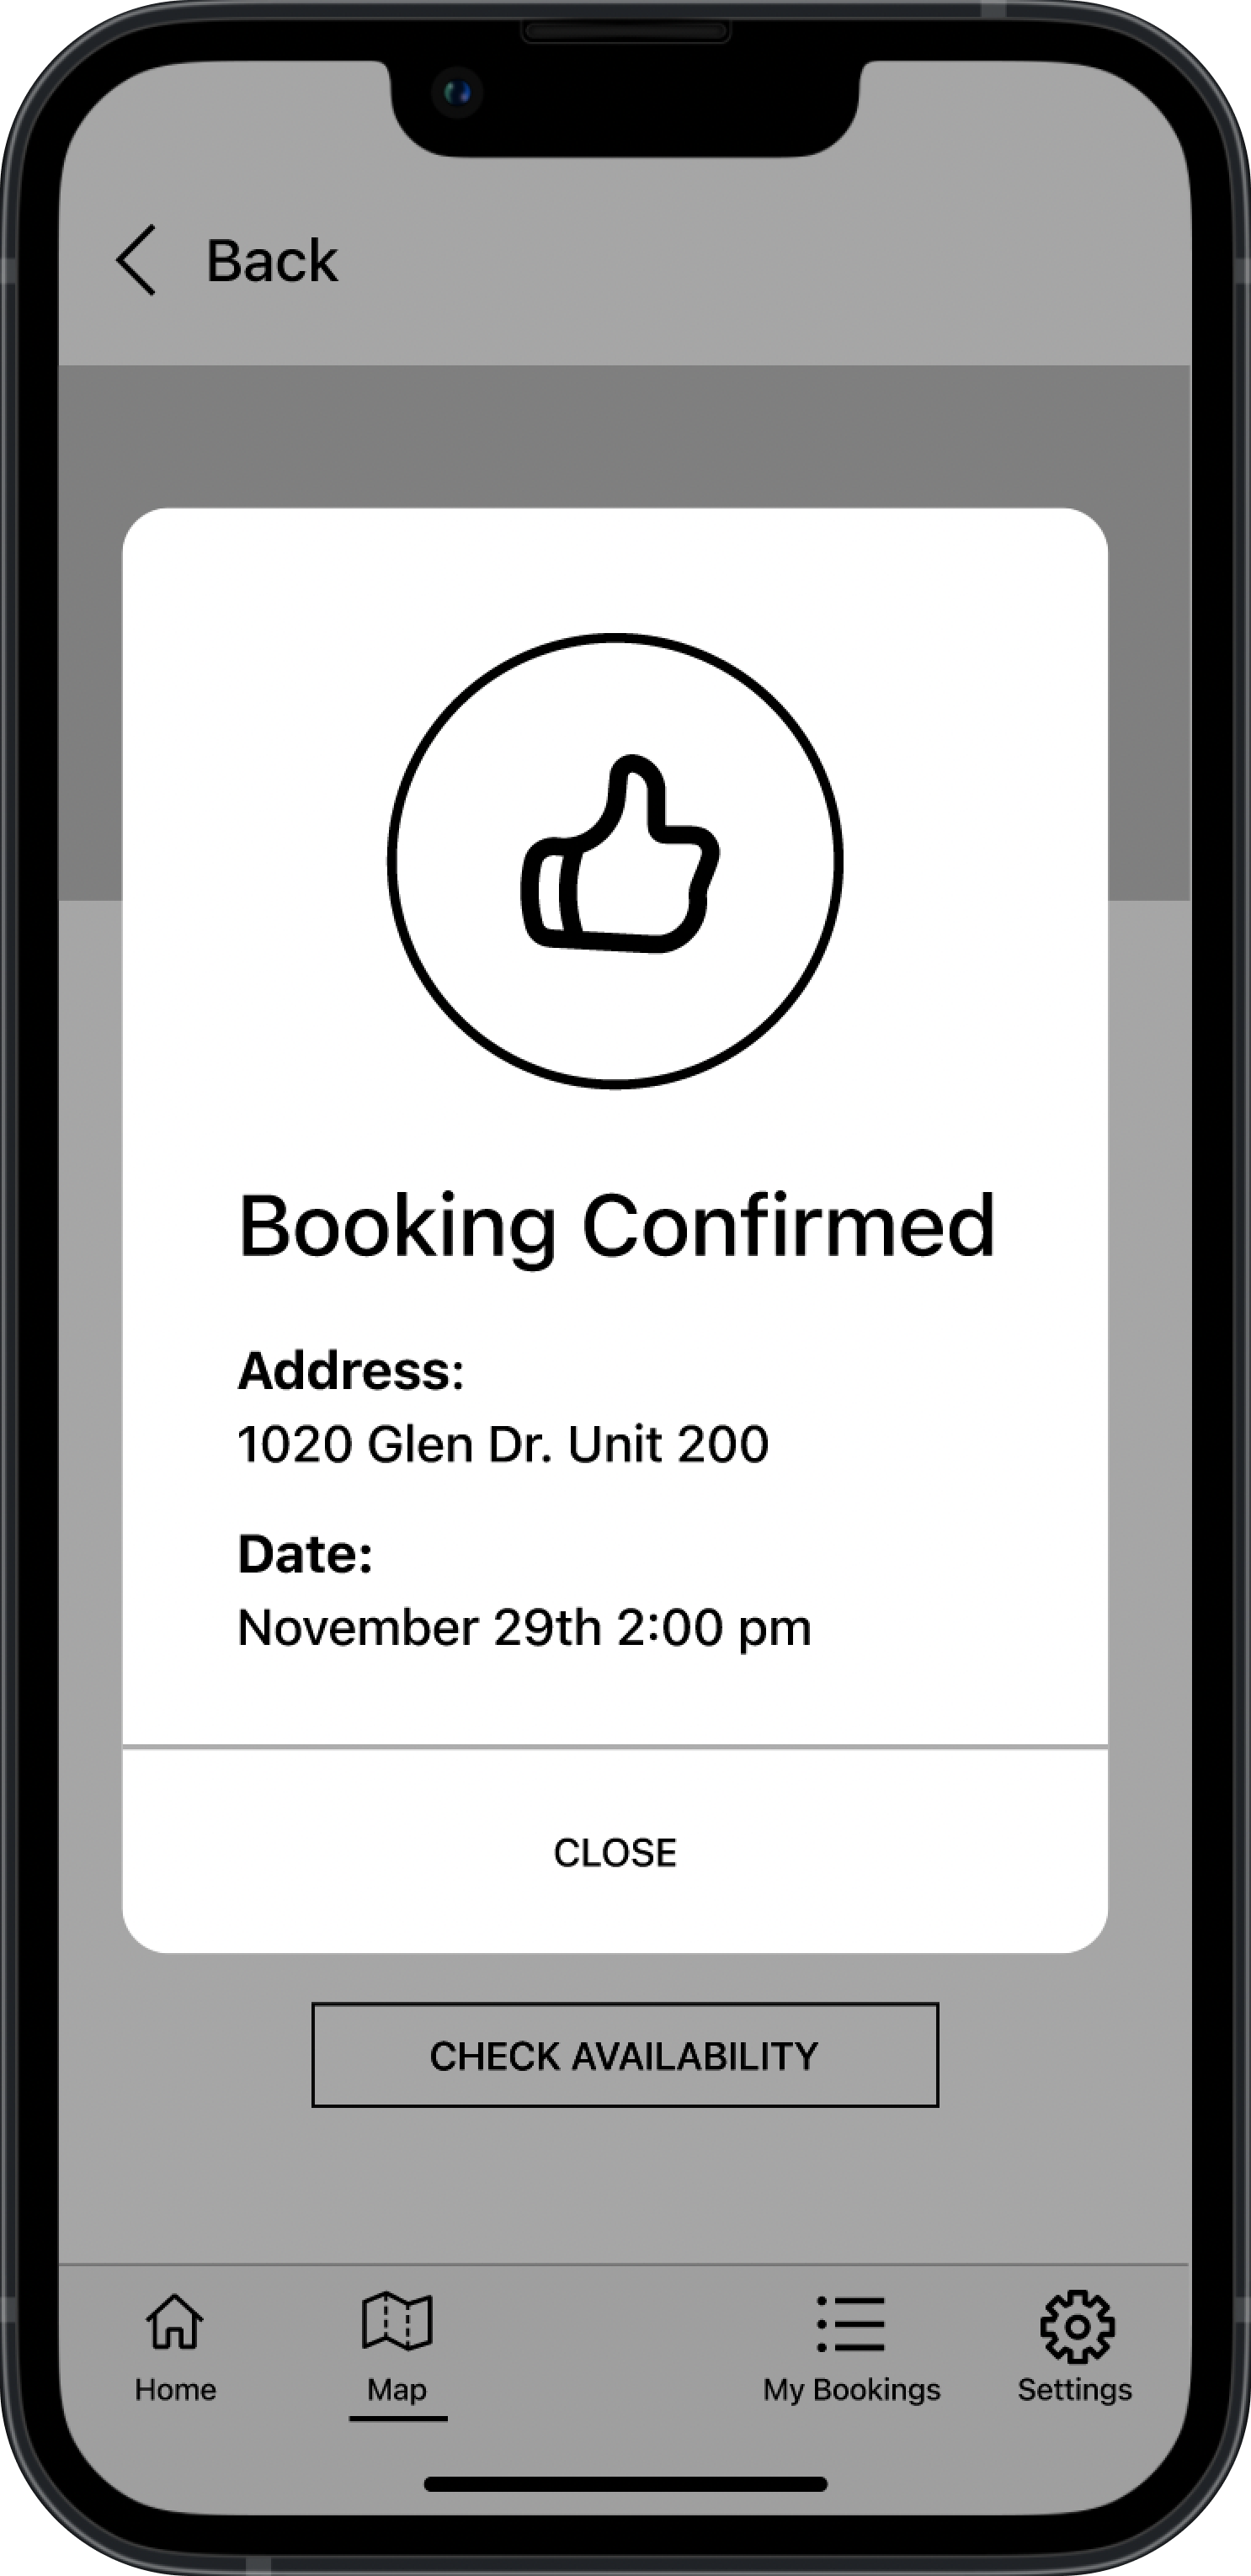 Back
Booking Confirmed
Address:
1020 Glen Dr. Unit 200
Date:
November 29th 2:00 pm
CLOSE
CHECK AVAILABILITY
Home
Map
My Bookings
Settings